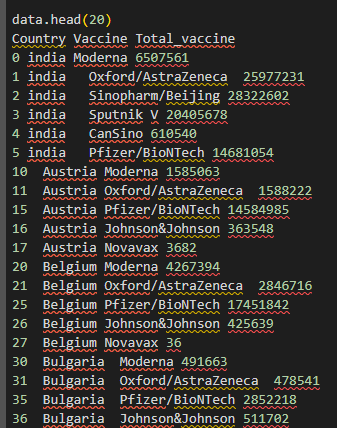 data.head(20)
Country Vaccine Total_vaccine
0 india Moderna 6507561
1 india Oxford/AstraZeneca 25977231
2 india Sinopharm/Beijing 28322602
3 india Sputnik V 20405678
4 india CanSino 610540
5 india Pfizer/BioNTech 14681054
10 Austria Moderna 1585063
11 Austria Oxford/AstraZeneca 1588222
15 Austria Pfizer/BioNTech 14584985
16 Austria Johnson&Johnson 363548
17 Austria Novavax 3682
20 Belgium Moderna 4267394
21 Belgium Oxford/AstraZeneca 2846716
25 Belgium Pfizer/BioNTech 17451842
26 Belgium Johnson&Johnson 425639
27 Belgium Novavax 36
30 Bulgaria Moderna 491663
31 Bulgaria Oxford/AstraZeneca 478541
35 Bulgaria Pfizer/BioNTech 2852218
36 Bulgaria Johnson&Johnson 511702